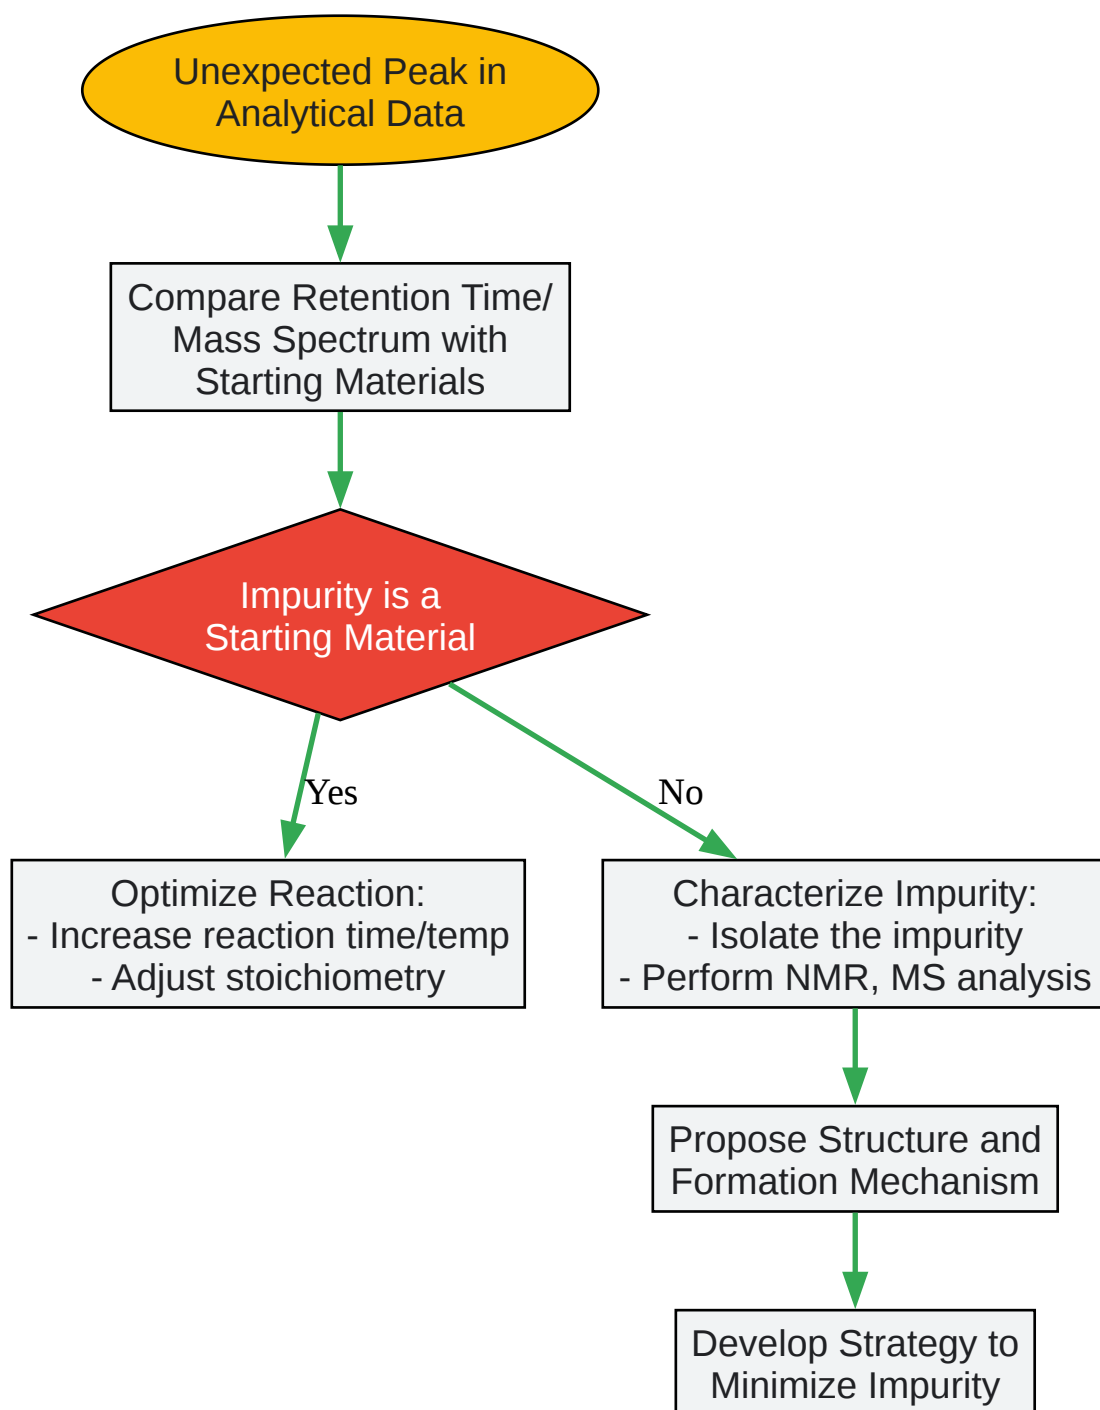 Unexpected Peak in
Analytical Data
Compare Retention Time/
Mass Spectrum with
Starting Materials
Impurity is a
Starting Material
Yes
No
Optimize Reaction:
- Increase reaction time/temp
- Adjust stoichiometry
Characterize Impurity:
- Isolate the impurity
- Perform NMR, MS analysis
Propose Structure and
Formation Mechanism
Develop Strategy to
Minimize Impurity